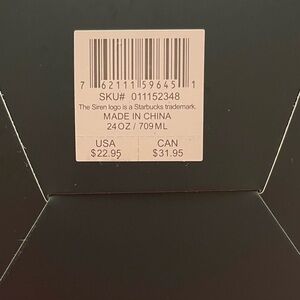 7 62111 59645 1
SKU# 011152348
The Siren logo is a Starbucks trademark.
MADE IN CHINA
24 OZ / 709 ML
USA CAN
$22.95 $31.95